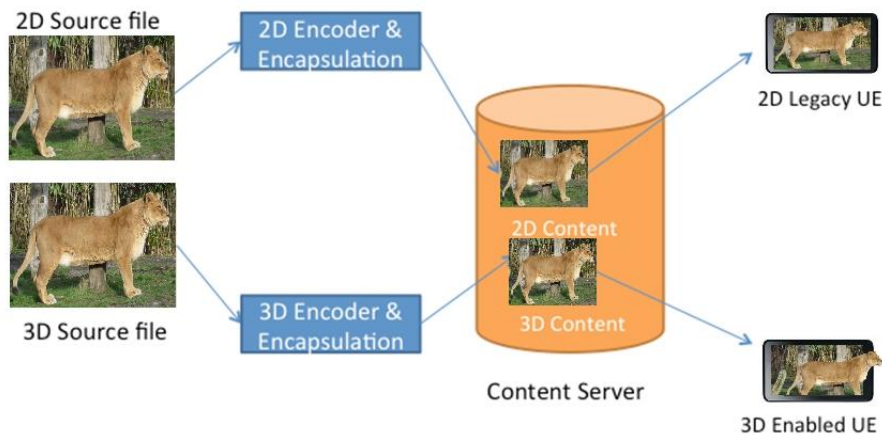 2D Source file
2D Encoder &
Encapsulation
2D Legacy UE
2D Content
3D Source file
3D Encoder &
Encapsulation
3D Content
Content Server
3D Enabled UE